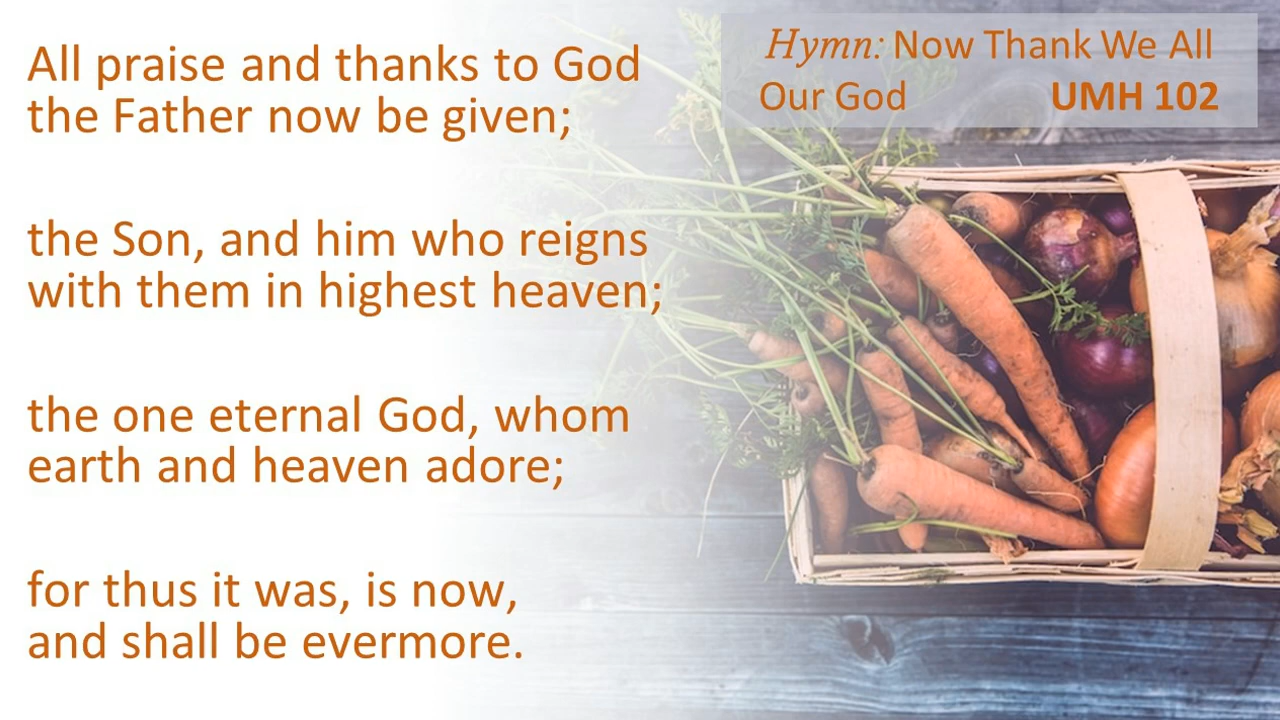 All praise and thanks to God
the Father now be given;
the Son, and him who reigns
with them in highest heaven;
the one eternal God, whom
earth and heaven adore;
for thus it was, is now,
and shall be evermore.
Hymn: Now Thank We All
Our God UMH 102